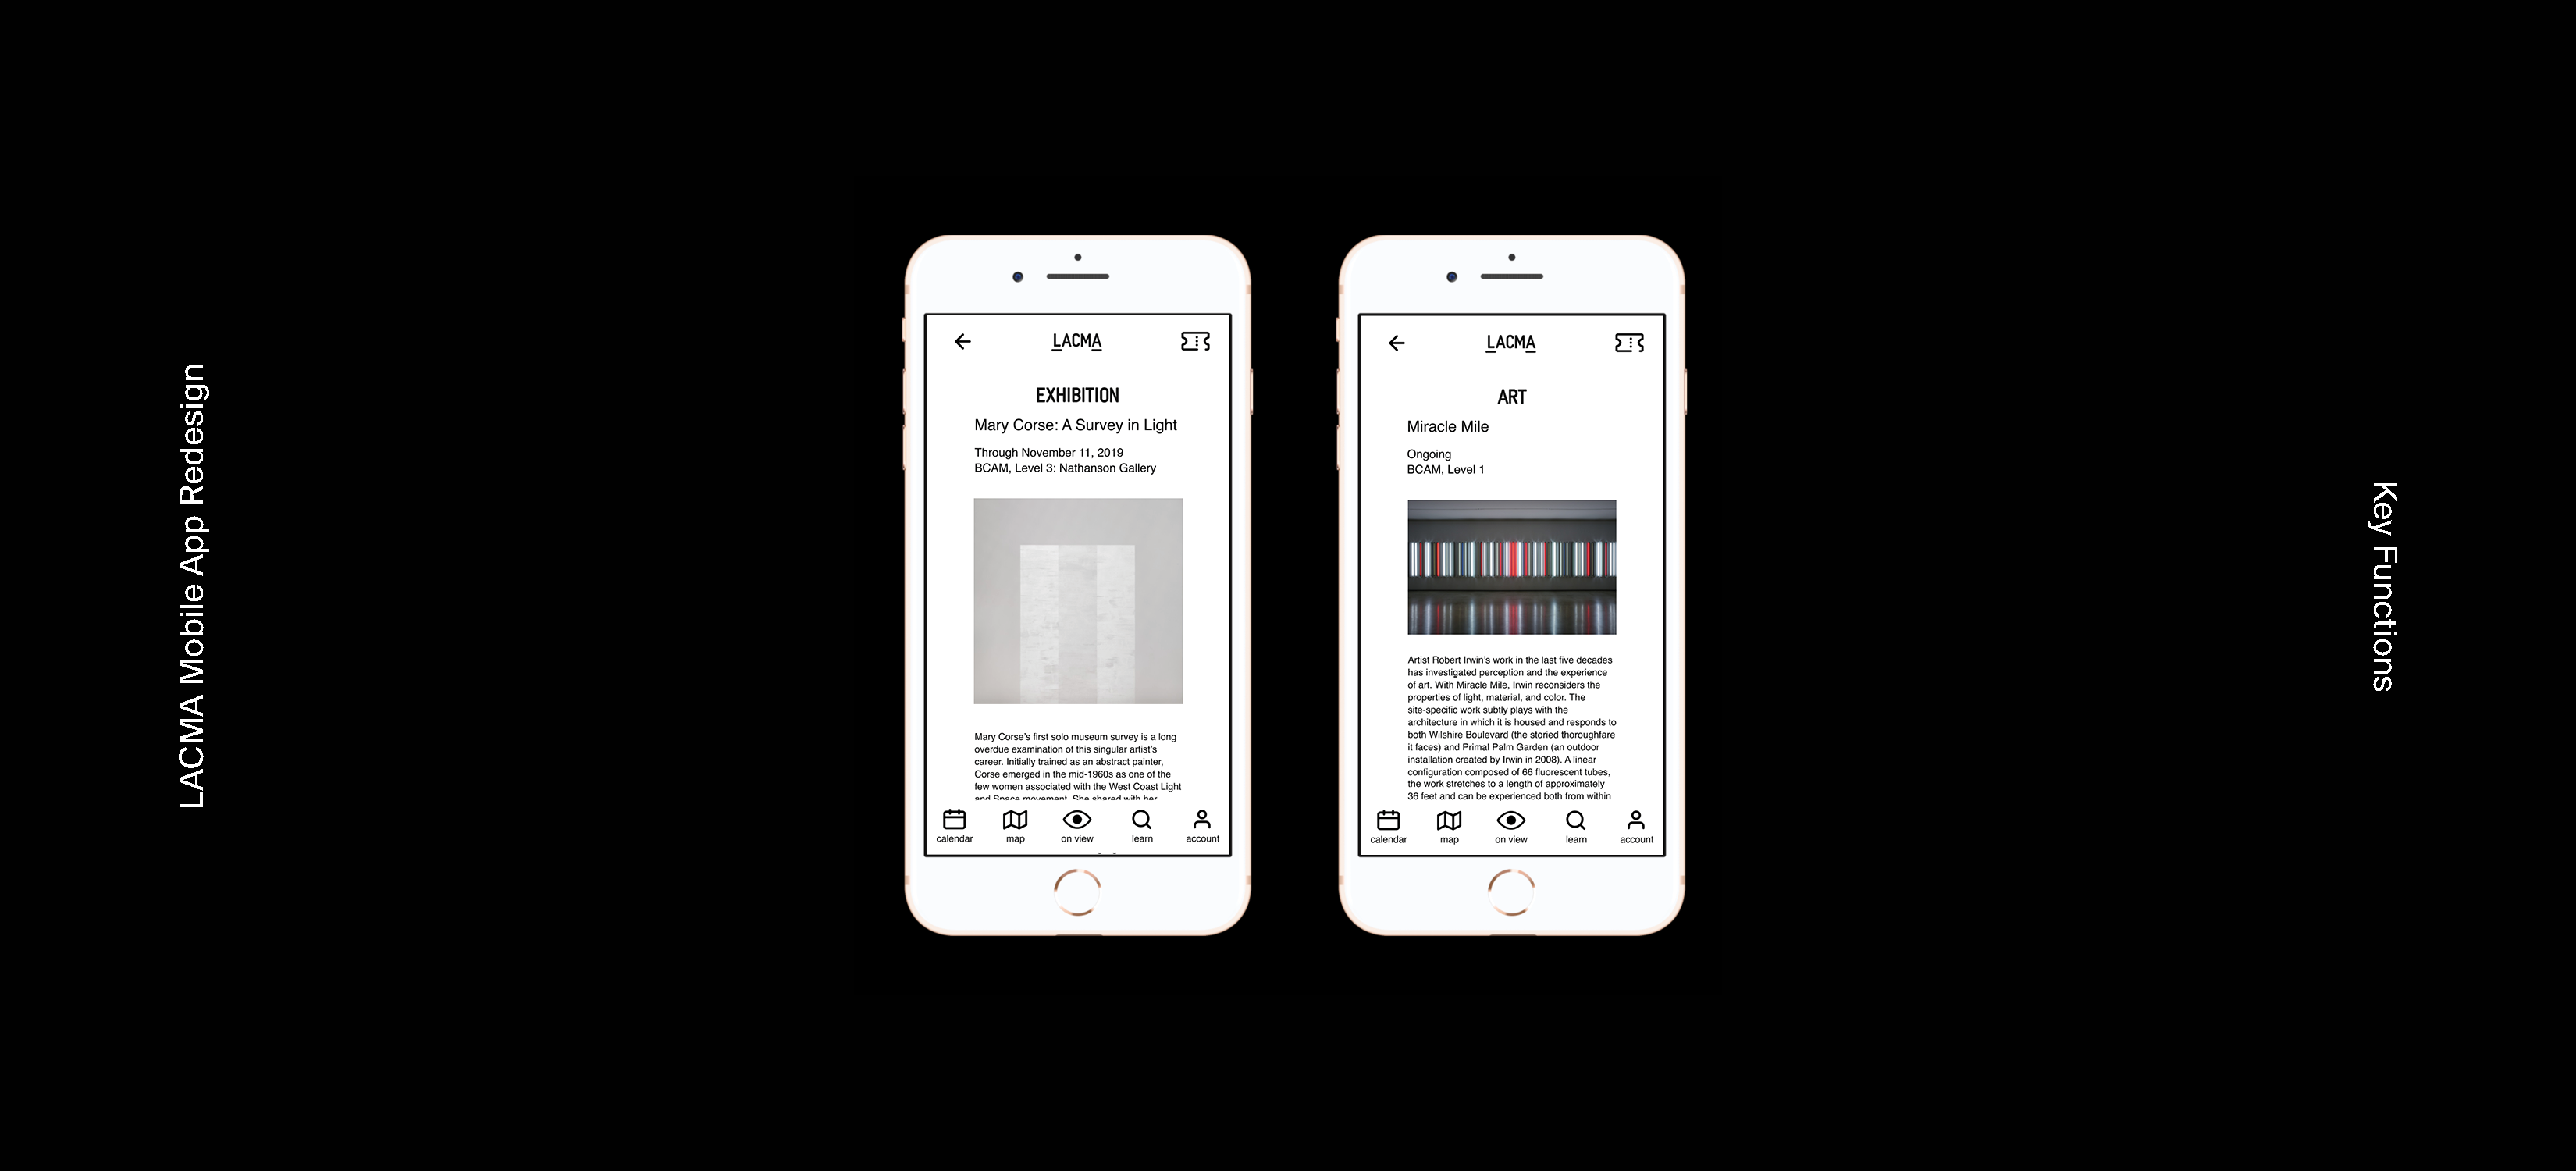 LACMA Mobile App Redesign
LACMA
EXHIBITION
Mary Corse: A Survey in Light
Through November 11, 2019
BCAM, Level 3: Nathanson Gallery
Mary Corse's first solo museum survey is a long
overdue examination of this singular artist's
career. Initially trained as an abstract painter,
Corse emerged in the mid-1960s as one of the
few women associated with the West Coast Light
and Space movement. She shared with her
calendar
map
on view
learn
account
LACMA
ART
Miracle Mile
Ongoing
BCAM, Level 1
Artist Robert Irwin's work in the last five decades
has investigated perception and the experience
of art. With Miracle Mile, Irwin reconsiders the
properties of light, material, and color. The
site-specific work subtly plays with the
architecture in which it is housed and responds to
both Wilshire Boulevard (the storied thoroughfare
it faces) and Primal Palm Garden (an outdoor
installation created by Irwin in 2008). A linear
configuration composed of 66 fluorescent tubes,
the work stretches to a length of approximately
36 feet and can be experienced both from within
calendar
map
on view
learn
account
Key Functions